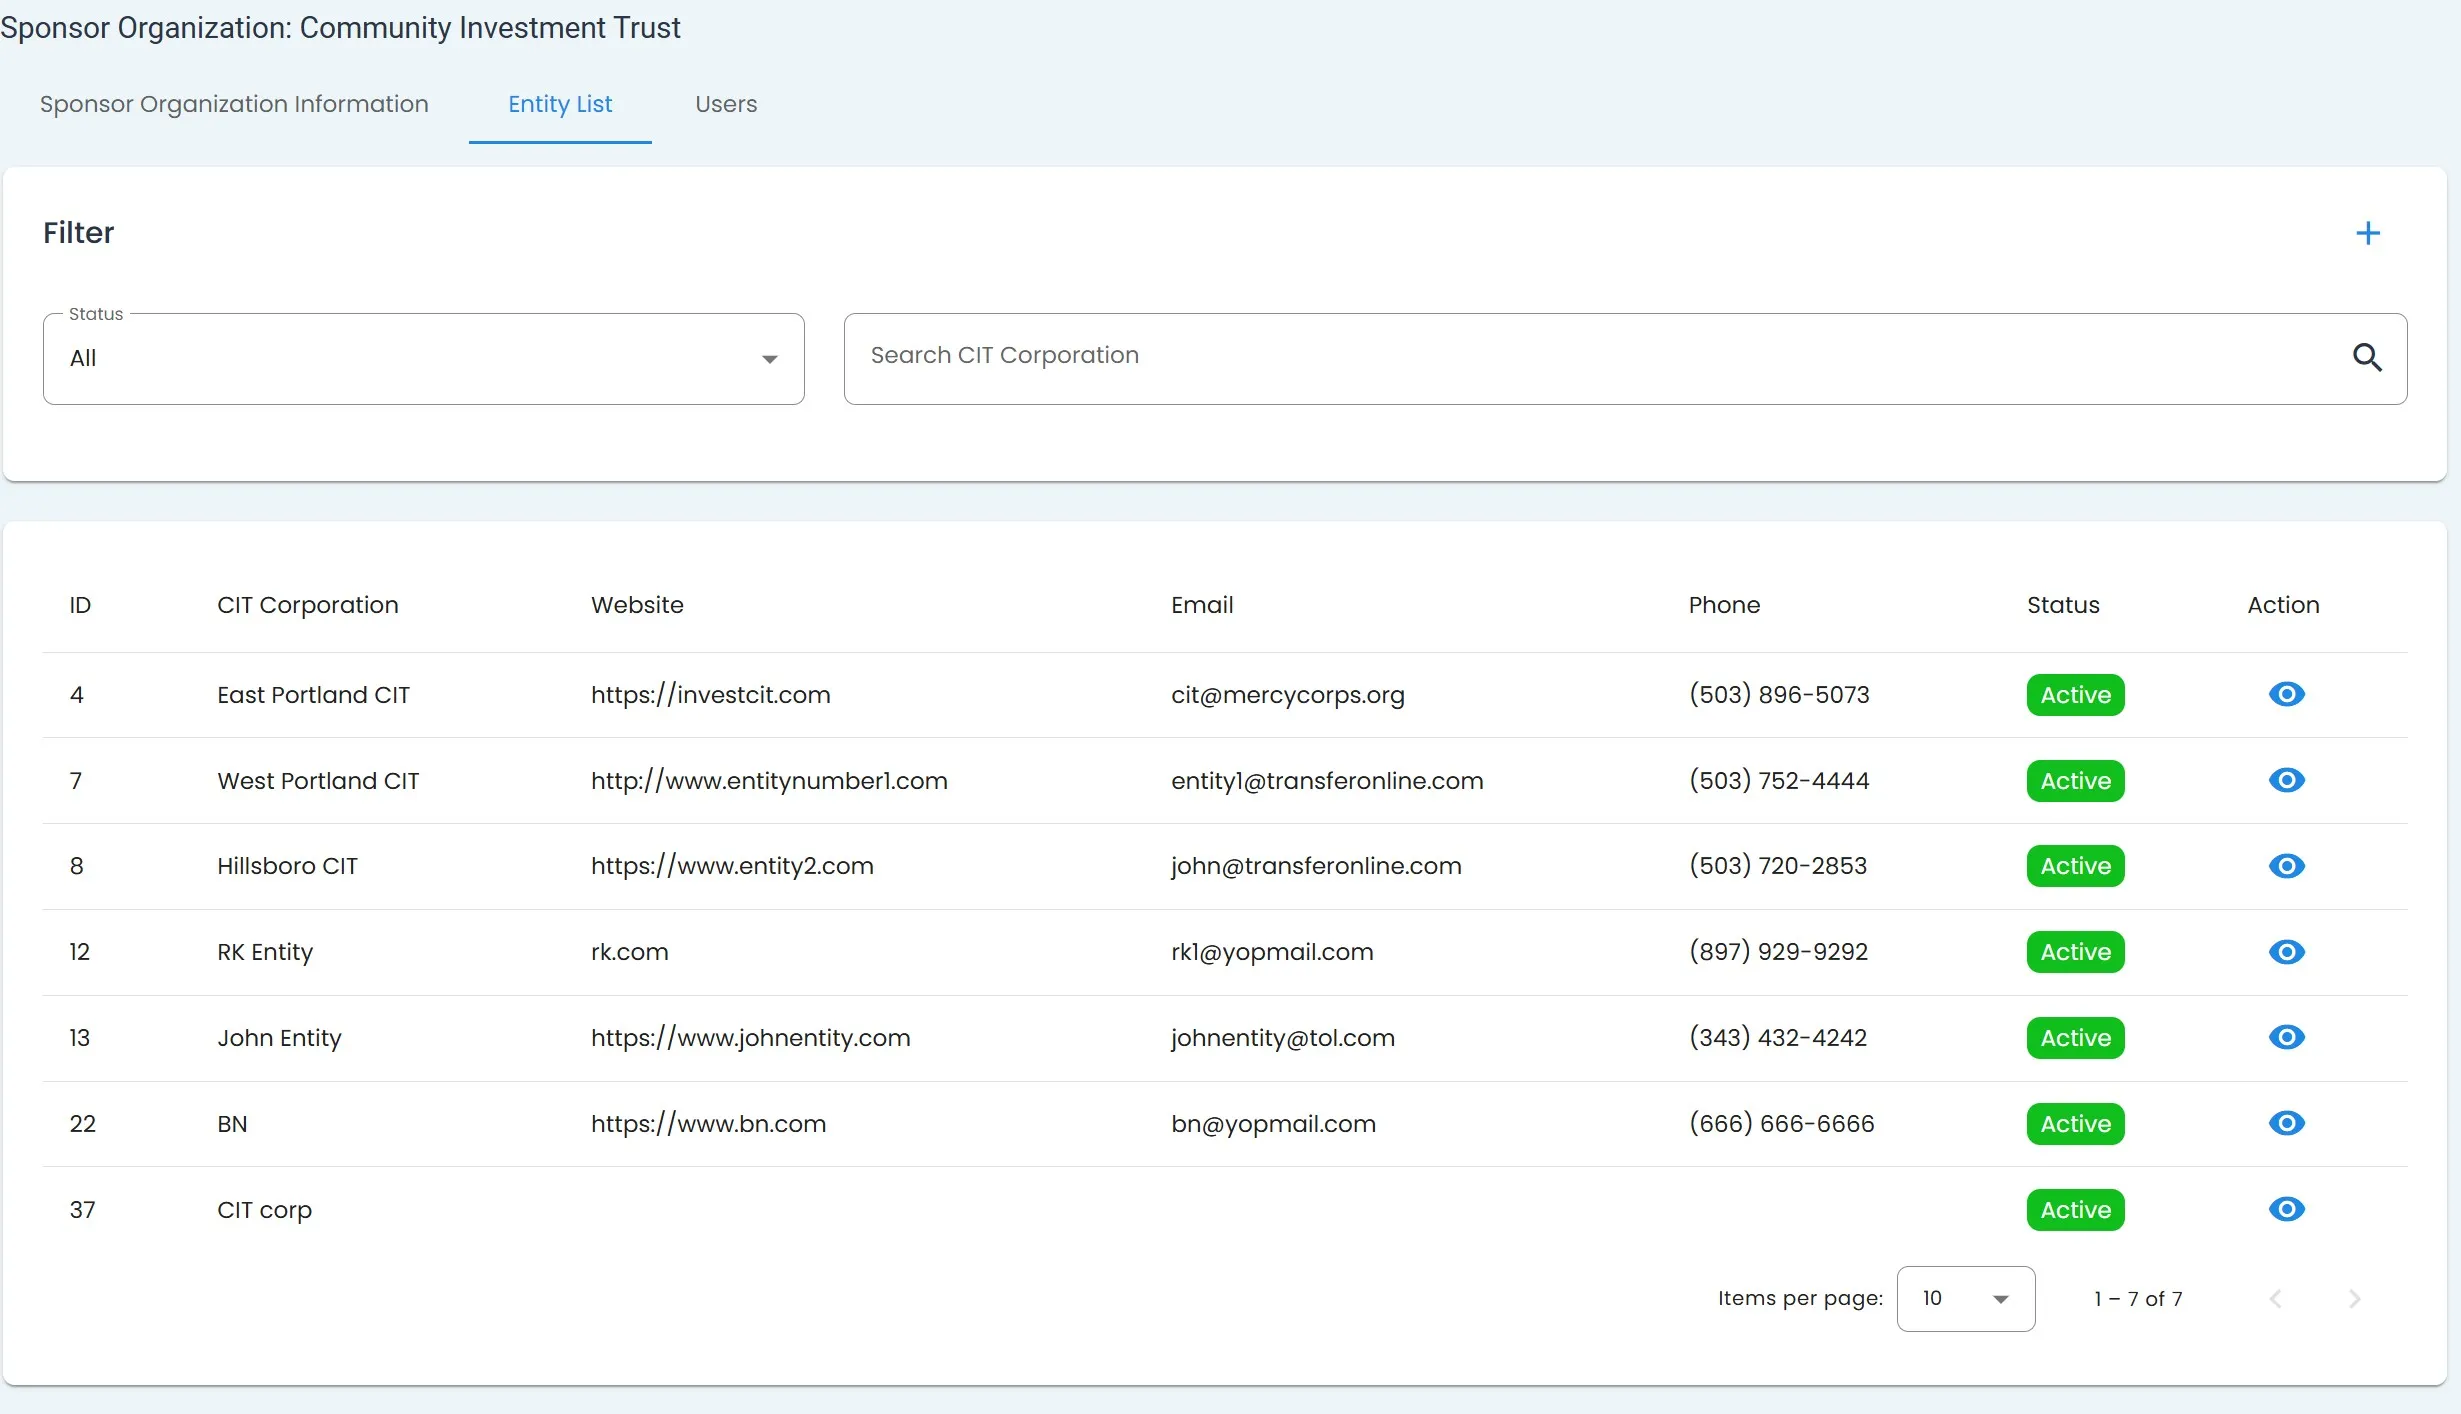 Sponsor Organization: Community Investment Trust
Sponsor Organization Information Entity List Users
Filter
Status
All
Search CIT Corporation
ID CIT Corporation Website Email Phone Status Action
4 East Portland CIT https://investcit.com cit@mercycorps.org (503) 896-5073 Active
7 West Portland CIT http://www.entitynumber1.com entity1@transferonline.com (503) 752-4444 Active
8 Hillsboro CIT https://www.entity2.com john@transferonline.com (503) 720-2853 Active
12 RK Entity rk.com rk1@yopmail.com (897) 929-9292 Active
13 John Entity https://www.johnentity.com johnentity@tol.com (343) 432-4242 Active
22 BN https://www.bn.com bn@yopmail.com (666) 666-6666 Active
37 CIT corp Active
Items per page: 10 1 – 7 of 7